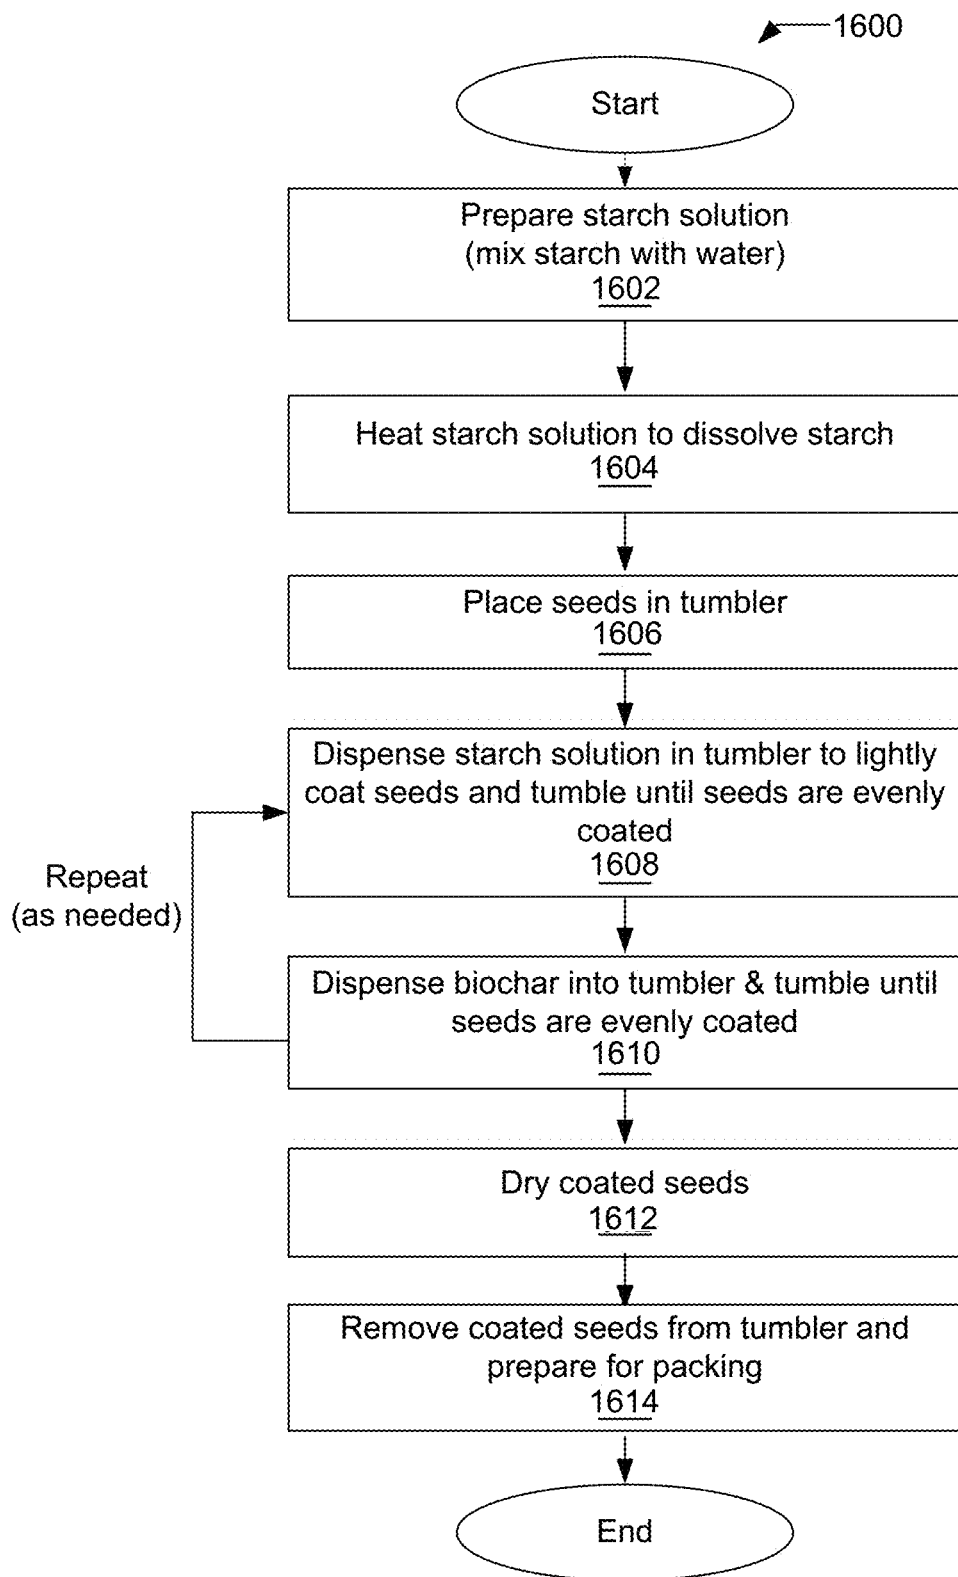 1600
Start
Prepare starch solution
(mix starch with water)
1602
Heat starch solution to dissolve starch
1604
Place seeds in tumbler
1606
Dispense starch solution in tumbler to lightly
coat seeds and tumble until seeds are evenly
coated
1608
Repeat
(as needed)
Dispense biochar into tumbler & tumble until
seeds are evenly coated
1610
Dry coated seeds
1612
Remove coated seeds from tumbler and
prepare for packing
1614
End